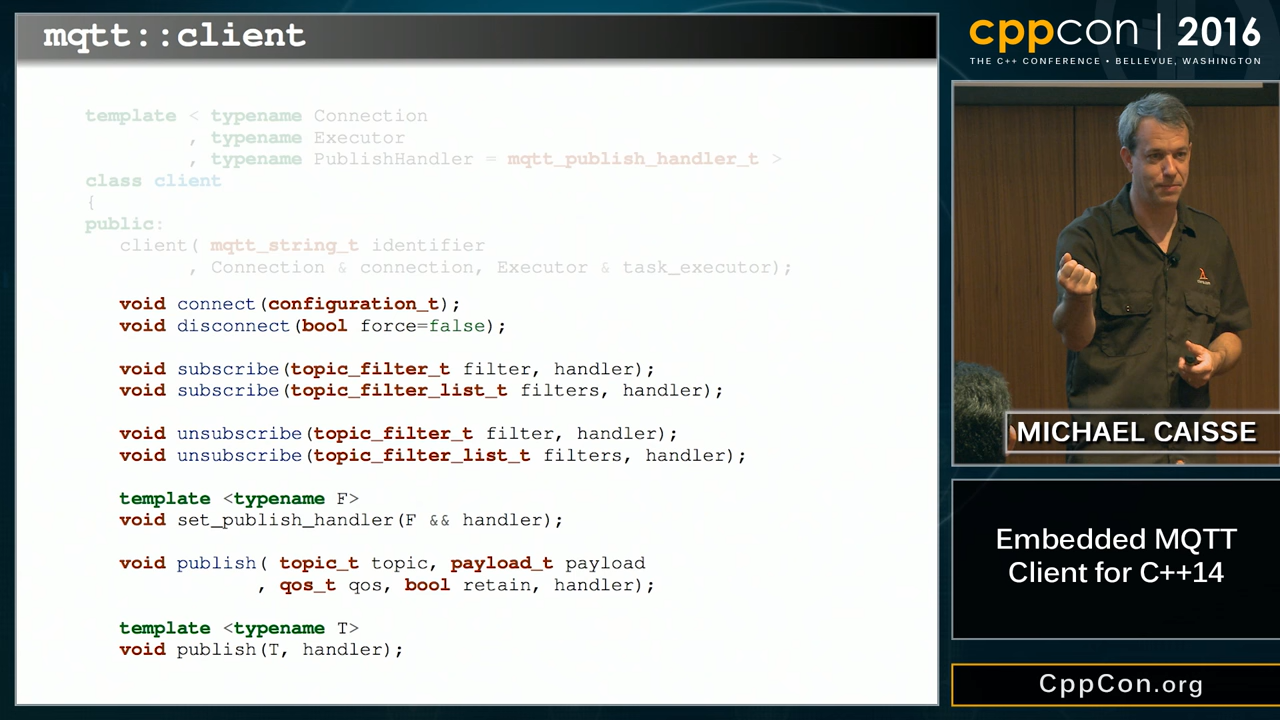 mqtt::client
template < typename Connection
, typename Executor
, typename PublishHandler = mqtt_publish_handler_t >
class client
{
public:
client( mqtt_string_t identifier
, Connection & connection, Executor & task_executor);
void connect(configuration_t);
void disconnect(bool force=false);
void subscribe(topic_filter_t filter, handler);
void subscribe(topic_filter_list_t filters, handler);
void unsubscribe(topic_filter_t filter, handler);
void unsubscribe(topic_filter_list_t filters, handler);
template <typename F>
void set_publish_handler(F && handler);
void publish( topic_t topic, payload_t payload
, qos_t qos, bool retain, handler);
template <typename T>
void publish(T, handler);
cppcon | 2016
THE C++ CONFERENCE • BELLEVUE, WASHINGTON
MICHAEL CAISSE
Embedded MQTT
Client for C++14
CppCon.org